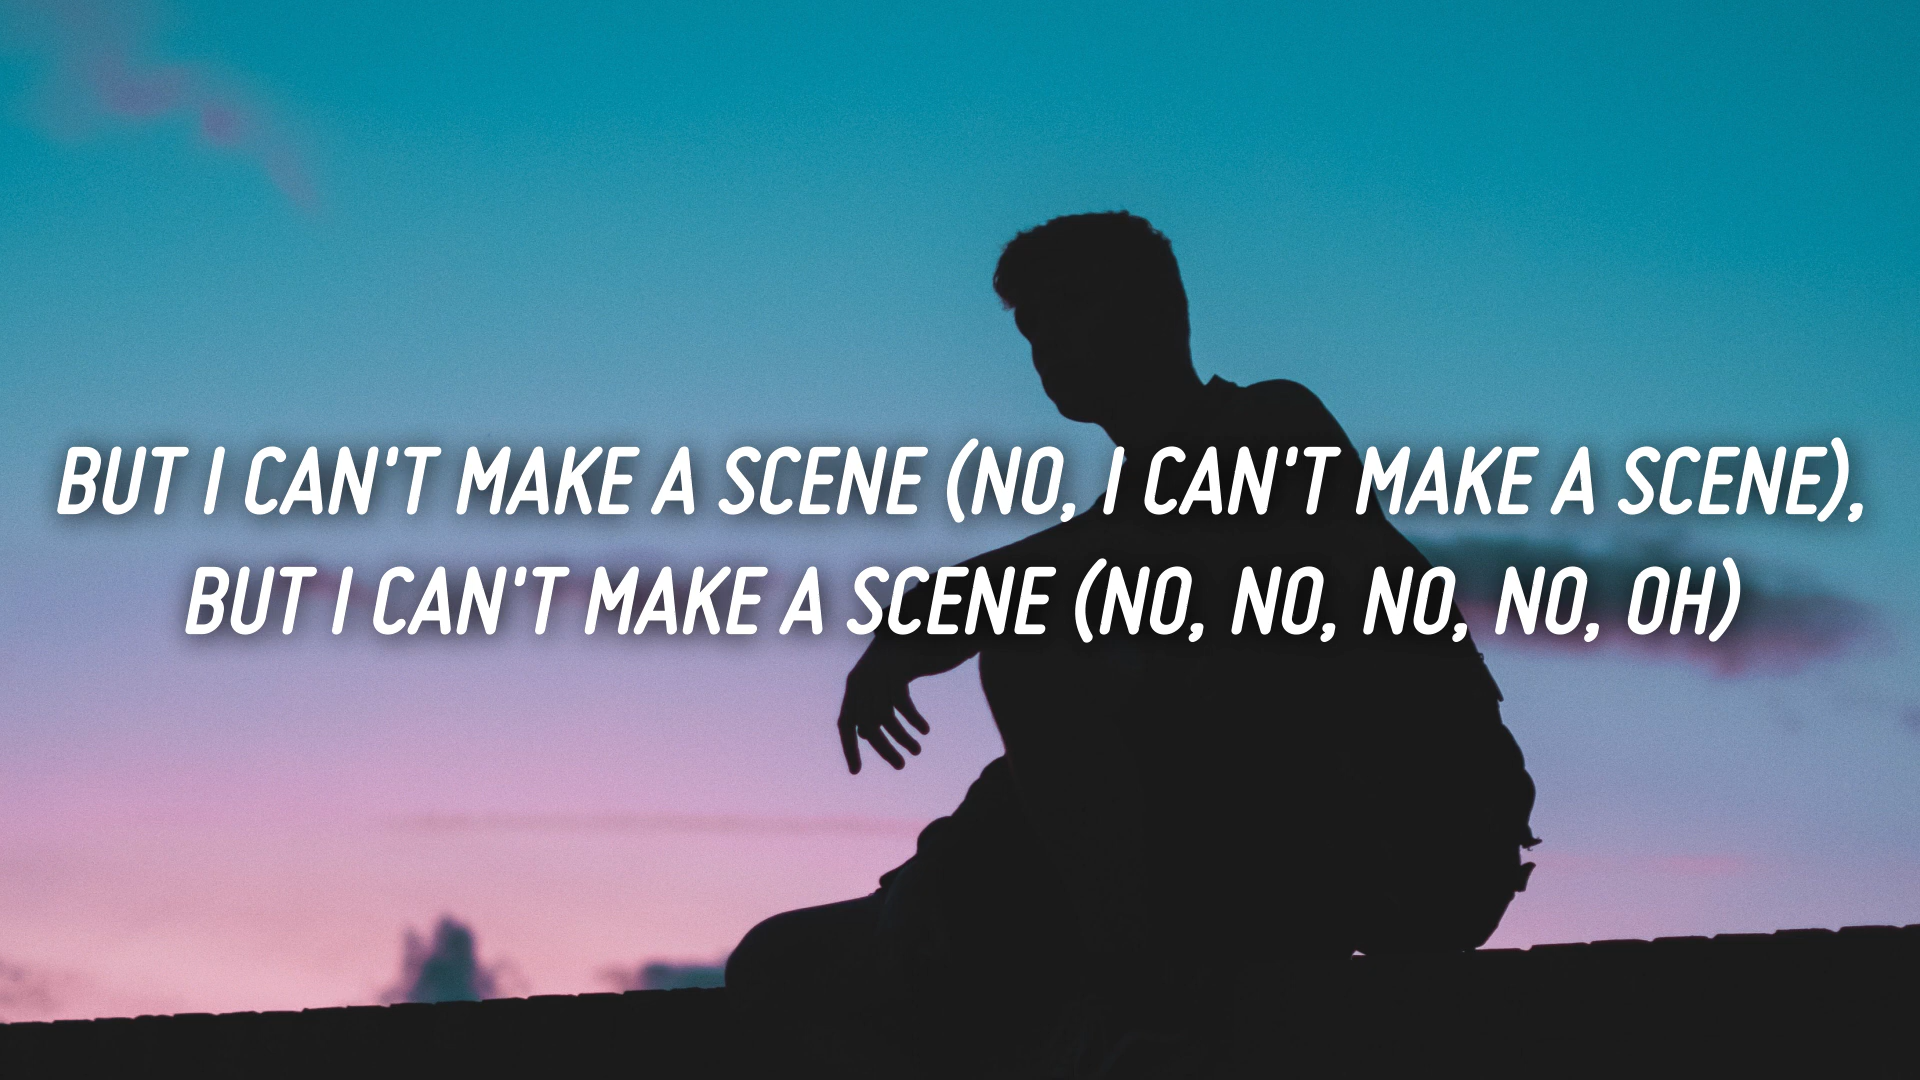 BUT I CAN'T MAKE A SCENE (NO, I CAN'T MAKE A SCENE),
BUT I CAN'T MAKE A SCENE (NO, NO, NO, NO, OH)